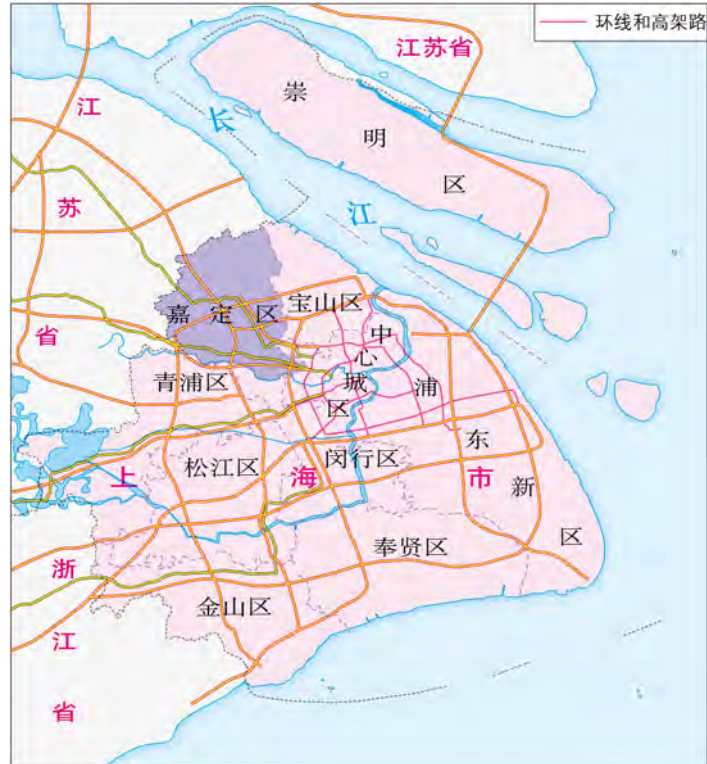 环线和高架路
江苏省
崇明区
长江
江苏省
嘉定区
宝山区
中心城区
青浦区
浦东新区
松江区
闵行区
上海市
奉贤区
金山区
浙江省